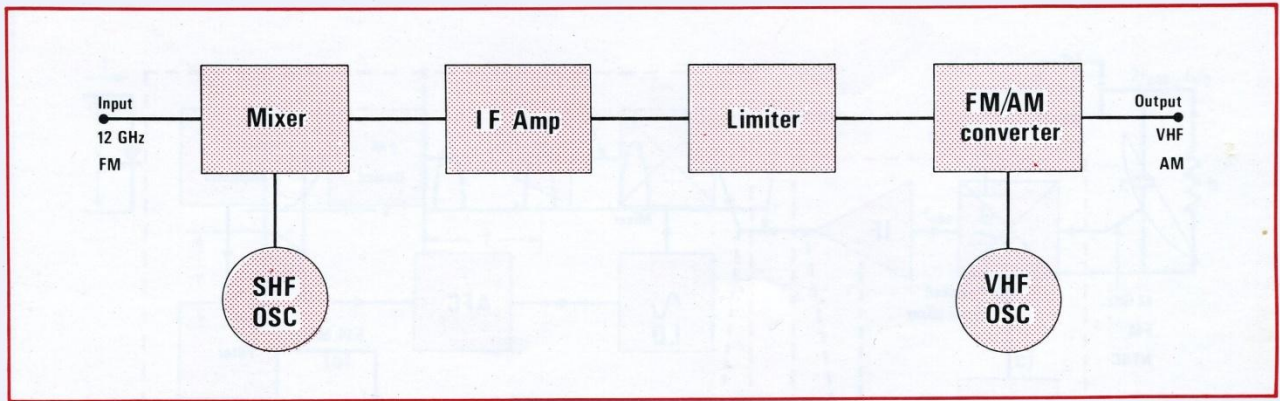 Input
12 GHz
FM
Mixer
IF Amp
Limiter
FM/AM
converter
Output
VHF
AM
SHF
OSC
VHF
OSC